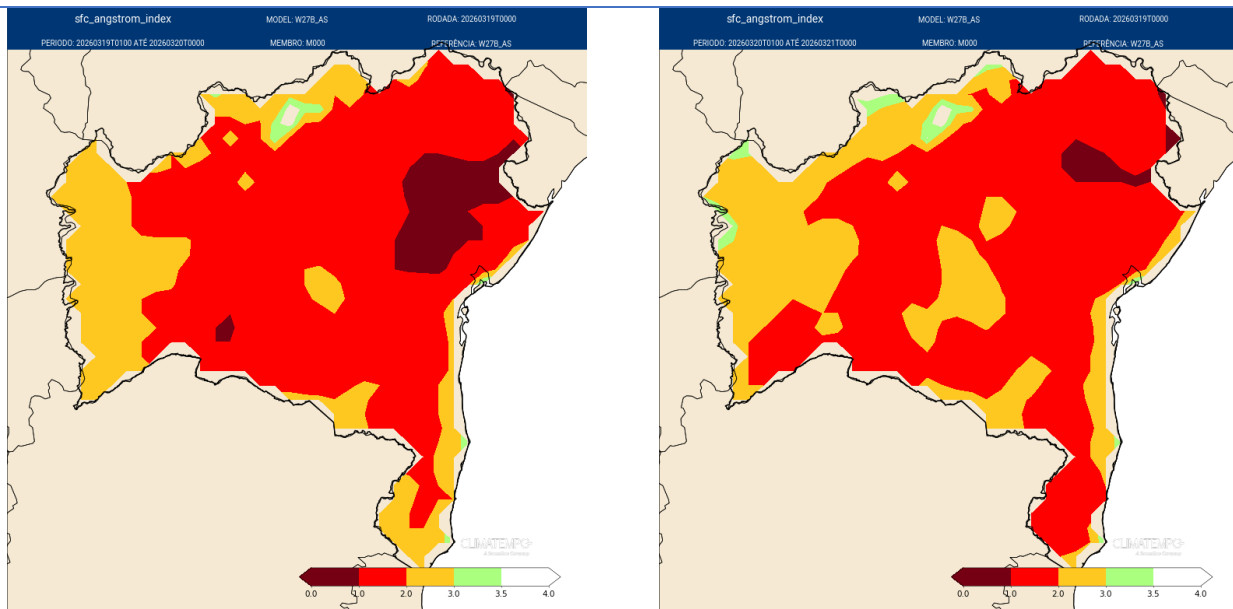 sfc_angstrom_index MODEL: W27B_AS RODADA: 20260319T0000
PERIODO: 20260319T0100 ATÉ 20260320T0000 MEMBRO: M000 REFERÊNCIA: W27B_AS
CLIMATEMPO
0.0 1.0 2.0 3.0 3.5 4.0
sfc_angstrom_index MODEL: W27B_AS RODADA: 20260319T0000
PERIODO: 20260320T0100 ATÉ 20260321T0000 MEMBRO: M000 REFERÊNCIA: W27B_AS
CLIMATEMPO
0.0 1.0 2.0 3.0 3.5 4.0